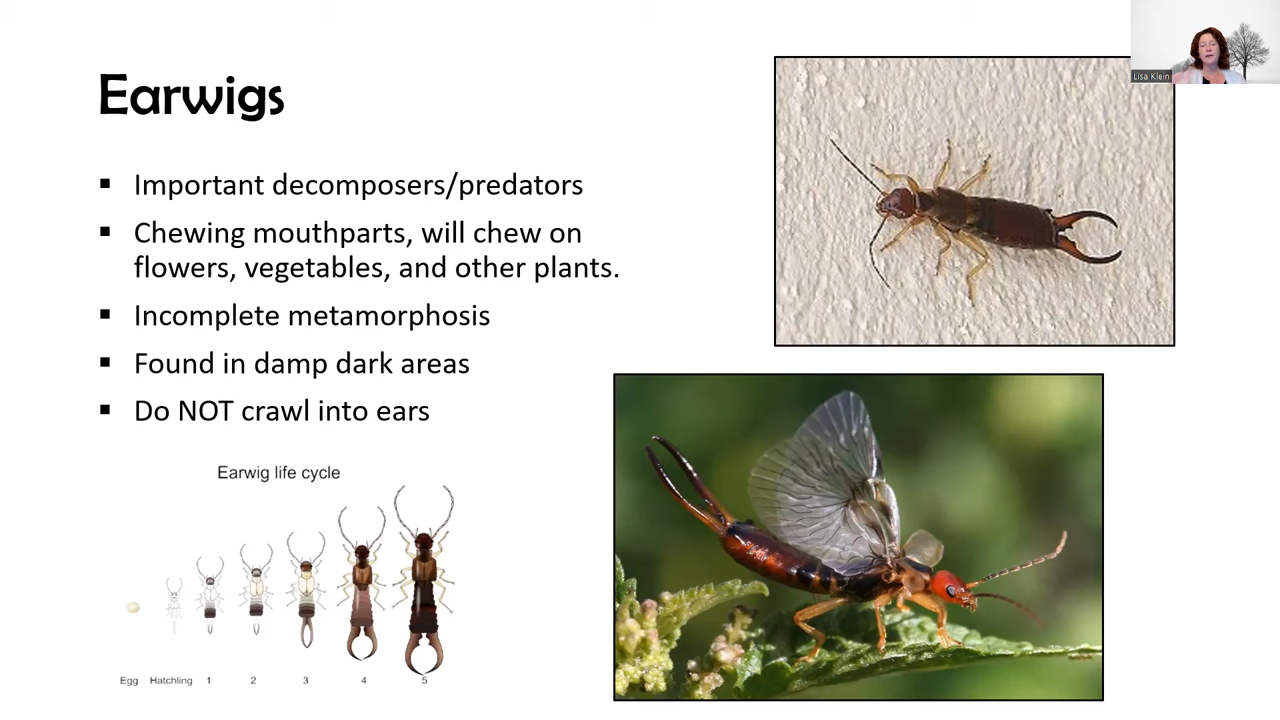 Lisa Klein
Earwigs
▪ Important decomposers/predators
▪ Chewing mouthparts, will chew on
flowers, vegetables, and other plants.
▪ Incomplete metamorphosis
▪ Found in damp dark areas
▪ Do NOT crawl into ears
Earwig life cycle
Egg Hatchling 1 2 3 4 5